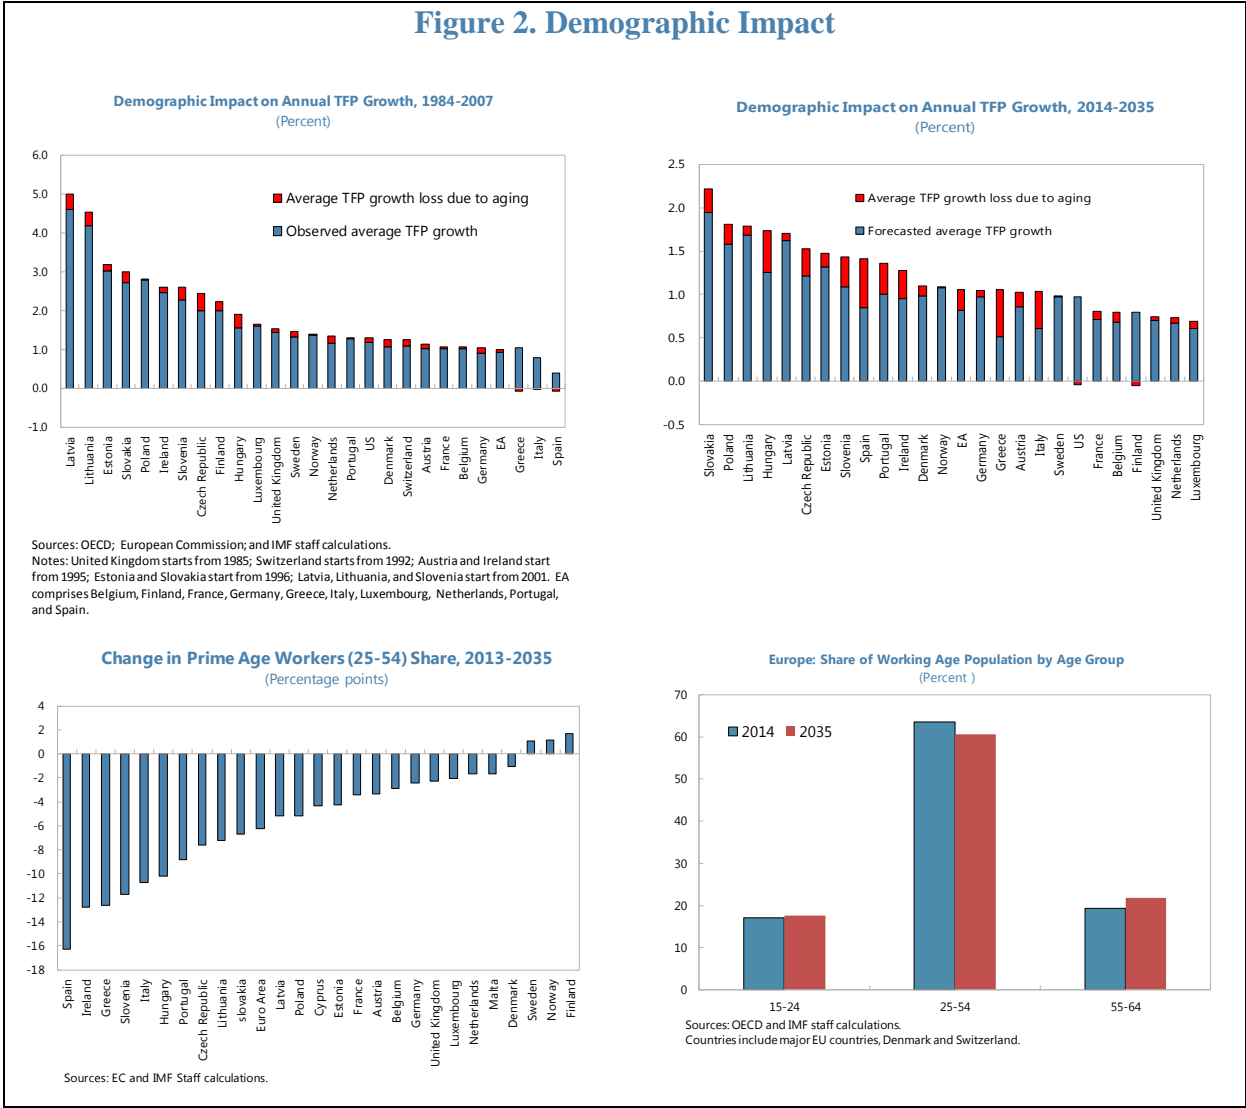 Figure 2. Demographic Impact
Demographic Impact on Annual TFP Growth, 1984-2007
(Percent)
6.0
5.0
4.0
3.0
2.0
1.0
0.0
-1.0
Average TFP growth loss due to aging
Observed average TFP growth
Latvia
Lithuania
Estonia
Slovakia
Poland
Ireland
Slovenia
Czech Republic
Finland
Hungary
Luxembourg
United Kingdom
Sweden
Norway
Netherlands
Portugal
US
Denmark
Switzerland
Austria
France
Belgium
Germany
EA
Greece
Italy
Spain
Sources: OECD; European Commission; and IMF staff calculations.
Notes: United Kingdom starts from 1985; Switzerland starts from 1992; Austria and Ireland start
from 1995; Estonia and Slovakia start from 1996; Latvia, Lithuania, and Slovenia start from 2001. EA
comprises Belgium, Finland, France, Germany, Greece, Italy, Luxembourg, Netherlands, Portugal,
and Spain.
Demographic Impact on Annual TFP Growth, 2014-2035
(Percent)
2.5
2.0
1.5
1.0
0.5
0.0
-0.5
Average TFP growth loss due to aging
Forecasted average TFP growth
Slovakia
Poland
Lithuania
Hungary
Latvia
Czech Republic
Estonia
Slovenia
Spain
Portugal
Ireland
Denmark
Norway
EA
Germany
Greece
Austria
Italy
Sweden
US
France
Belgium
Finland
United Kingdom
Netherlands
Luxembourg
Change in Prime Age Workers (25-54) Share, 2013-2035
(Percentage points)
4
2
0
-2
-4
-6
-8
-10
-12
-14
-16
-18
Spain
Ireland
Greece
Slovenia
Italy
Hungary
Portugal
Czech Republic
Lithuania
slovakia
Euro Area
Latvia
Poland
Cyprus
Estonia
France
Austria
Belgium
Germany
United Kingdom
Luxembourg
Netherlands
Malta
Denmark
Sweden
Norway
Finland
Sources: EC and IMF Staff calculations.
Europe: Share of Working Age Population by Age Group
(Percent )
70
60
50
40
30
20
10
0
2014
2035
15-24
25-54
55-64
Sources: OECD and IMF staff calculations.
Countries include major EU countries, Denmark and Switzerland.